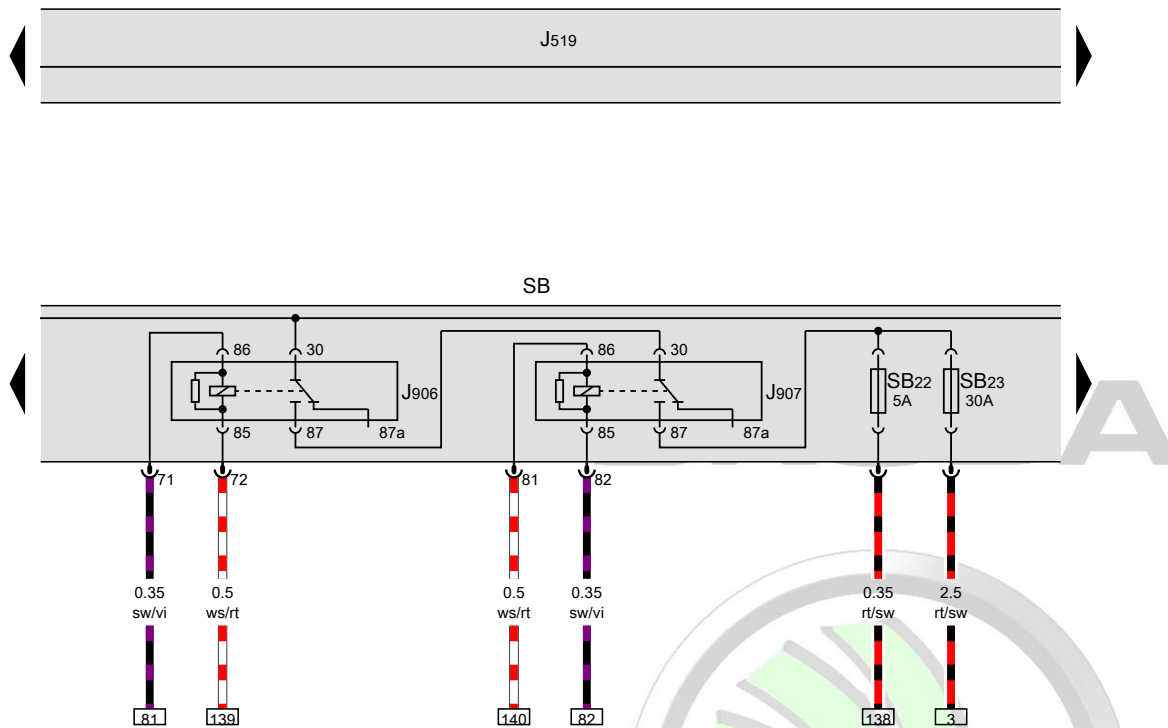 J519
SB
86 30 86 30
J906 J907 SB22 SB23
5A 30A
85 87 87a 85 87 87a
71 72 81 82
0.35 0.5 0.5 0.35 0.35 2.5
sw/vi ws/rt ws/rt sw/vi rt/sw rt/sw
81 139 140 82 138 3